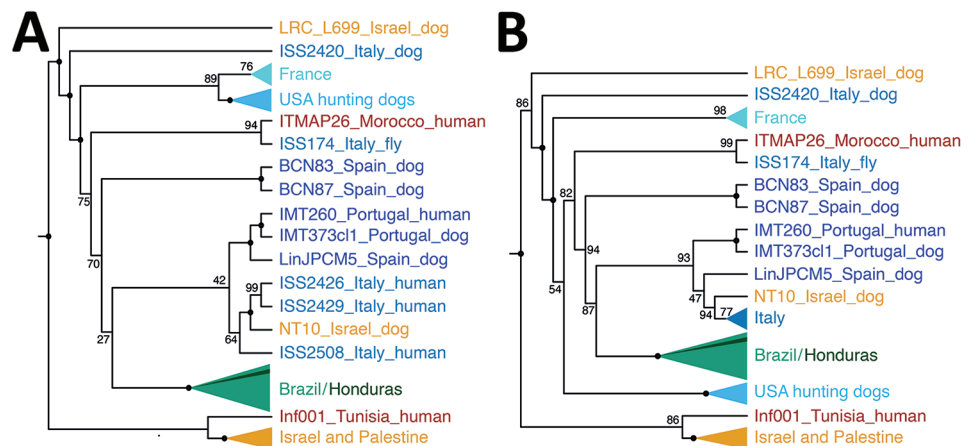 A
LRC_L699_Israel_dog
ISS2420_Italy_dog
76
89
France
USA hunting dogs
94
ITMAP26_Morocco_human
ISS174_Italy_fly
75
BCN83_Spain_dog
BCN87_Spain_dog
IMT260_Portugal_human
IMT373cl1_Portugal_dog
70
LinJPCM5_Spain_dog
42
99
ISS2426_Italy_human
ISS2429_Italy_human
NT10_Israel_dog
27
64
ISS2508_Italy_human
Brazil/Honduras
Inf001_Tunisia_human
Israel and Palestine
B
LRC_L699_Israel_dog
86
ISS2420_Italy_dog
98
France
99
ITMAP26_Morocco_human
ISS174_Italy_fly
82
BCN83_Spain_dog
BCN87_Spain_dog
IMT260_Portugal_human
94
IMT373cl1_Portugal_dog
93
LinJPCM5_Spain_dog
54
47
NT10_Israel_dog
87
94
77
Italy
Brazil/Honduras
USA hunting dogs
86
Inf001_Tunisia_human
Israel and Palestine